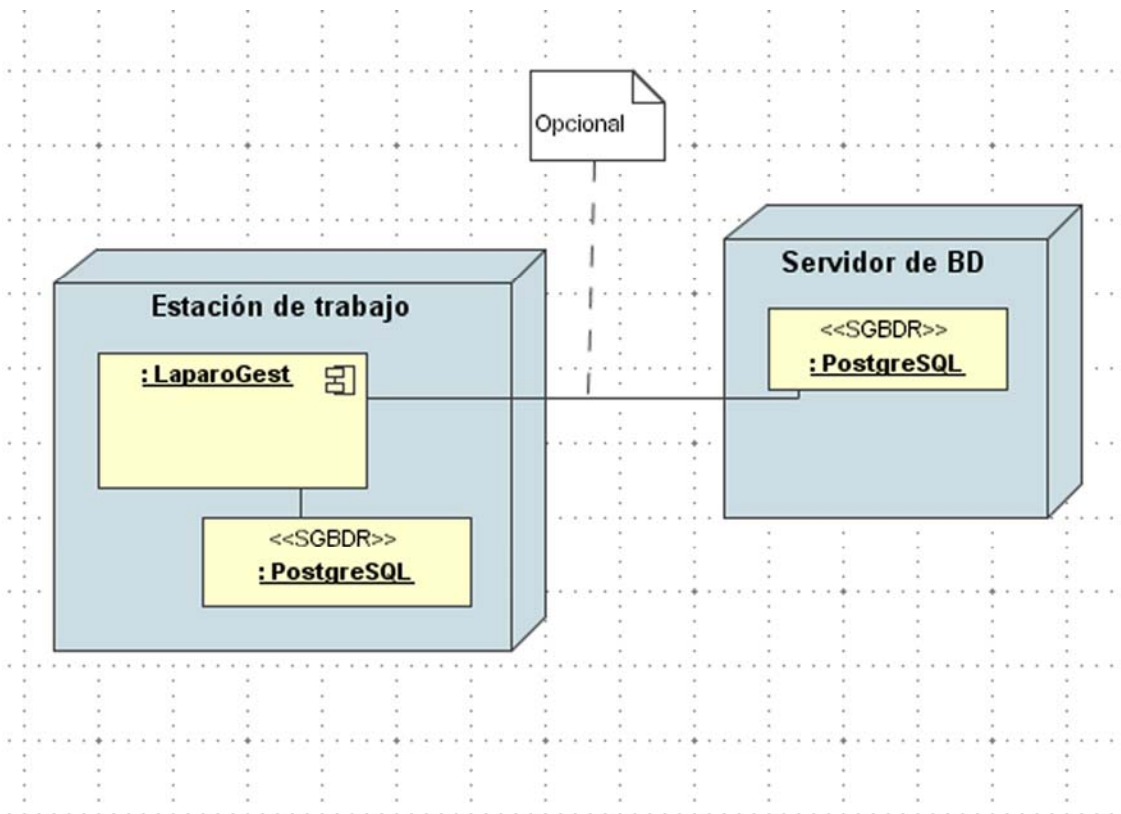 Opcional
Estación de trabajo
: LaparoGest
<<SGBDR>>
: PostgreSQL
Servidor de BD
<<SGBDR>>
: PostgreSQL